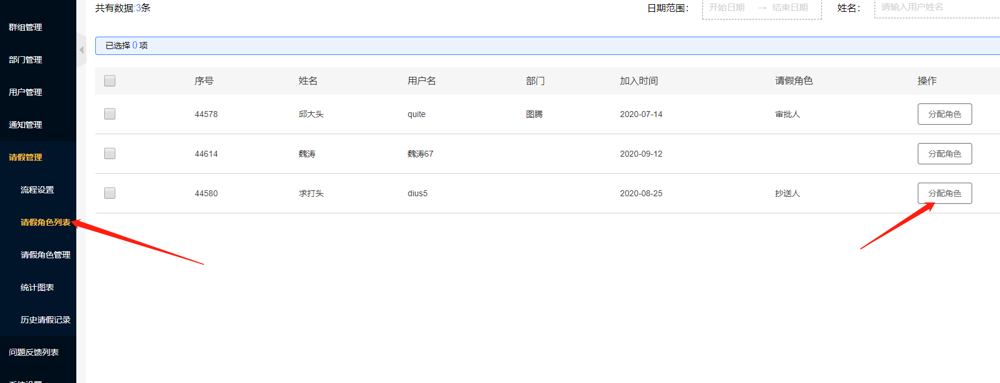 共有数据:3条
日期范围：
开始日期 → 结束日期
姓名：
请输入用户姓名
群组管理
部门管理
用户管理
通知管理
请假管理
流程设置
请假角色列表
请假角色管理
统计图表
历史请假记录
问题反馈列表
系统设置
已选择 0 项
序号 姓名 用户名 部门 加入时间 请假角色 操作
44578 邱大头 quite 图腾 2020-07-14 审批人 分配角色
44614 魏涛 魏涛67 2020-09-12 分配角色
44580 求打头 dius5 2020-08-25 抄送人 分配角色